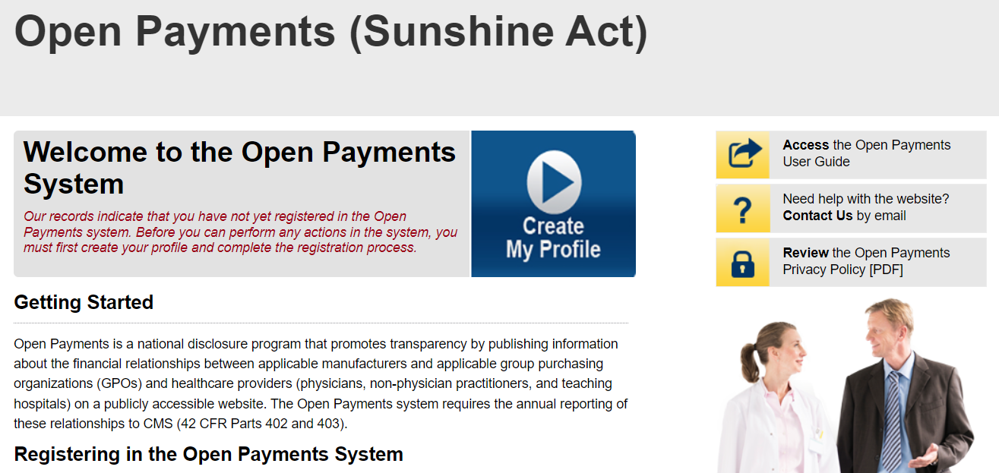 Open Payments (Sunshine Act)
Welcome to the Open Payments
System
Our records indicate that you have not yet registered in the Open
Payments system. Before you can perform any actions in the system, you
must first create your profile and complete the registration process.
Create
My Profile
Access the Open Payments
User Guide
Need help with the website?
Contact Us by email
Review the Open Payments
Privacy Policy [PDF]
Getting Started
Open Payments is a national disclosure program that promotes transparency by publishing information
about the financial relationships between applicable manufacturers and applicable group purchasing
organizations (GPOs) and healthcare providers (physicians, non-physician practitioners, and teaching
hospitals) on a publicly accessible website. The Open Payments system requires the annual reporting of
these relationships to CMS (42 CFR Parts 402 and 403).
Registering in the Open Payments System